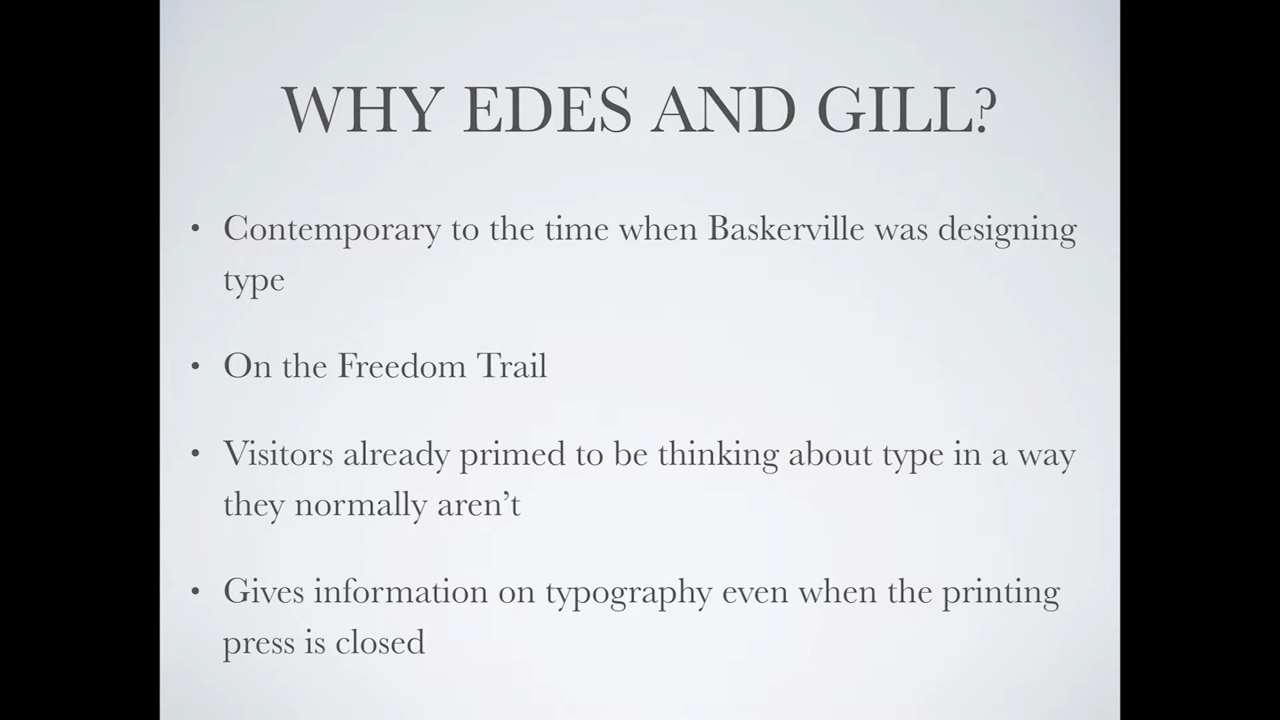 WHY EDES AND GILL?
• Contemporary to the time when Baskerville was designing
type
• On the Freedom Trail
• Visitors already primed to be thinking about type in a way
they normally aren’t
• Gives information on typography even when the printing
press is closed